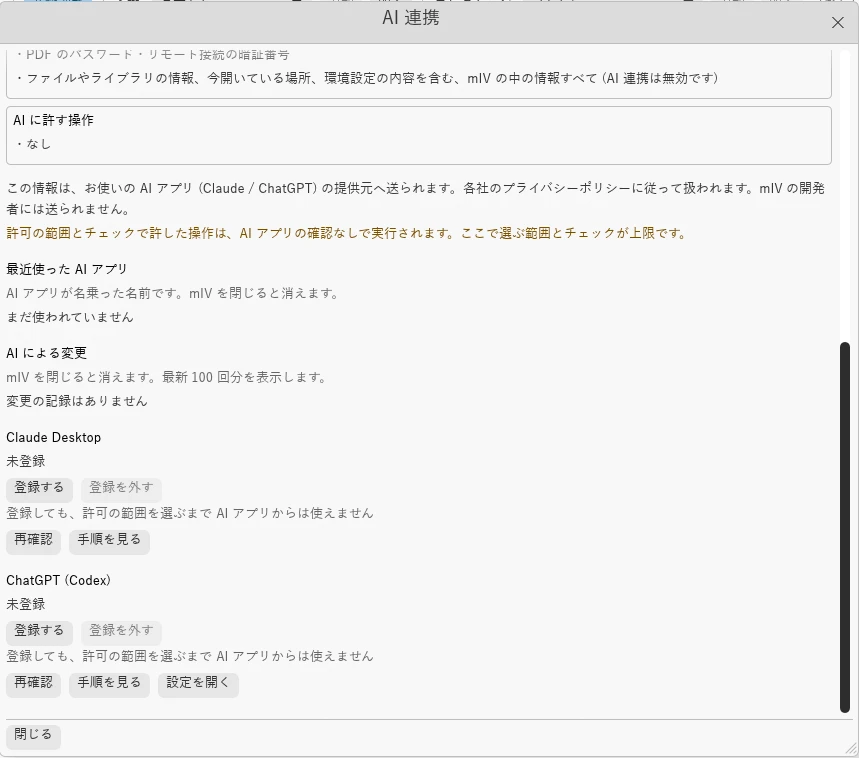 AI 連携
・PDF のパスワード・リモート接続の暗証番号
・ファイルやライブラリの情報、今開いている場所、環境設定の内容を含む、mIV の中の情報すべて (AI 連携は無効です)
AI に許す操作
・なし
この情報は、お使いの AI アプリ (Claude / ChatGPT) の提供元へ送られます。各社のプライバシーポリシーに従って扱われます。mIV の開発
者には送られません。
許可の範囲とチェックで許した操作は、AI アプリの確認なしで実行されます。ここで選ぶ範囲とチェックが上限です。
最近使った AI アプリ
AI アプリが名乗った名前です。mIV を閉じると消えます。
まだ使われていません
AI による変更
mIV を閉じると消えます。最新 100 回分を表示します。
変更の記録はありません
Claude Desktop
未登録
登録する 登録を外す
登録しても、許可の範囲を選ぶまで AI アプリからは使えません
再確認 手順を見る
ChatGPT (Codex)
未登録
登録する 登録を外す
登録しても、許可の範囲を選ぶまで AI アプリからは使えません
再確認 手順を見る 設定を開く
閉じる